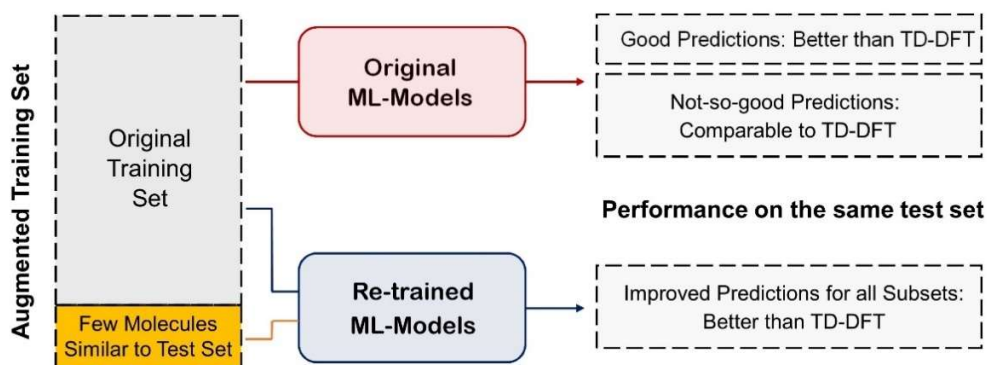 Augmented Training Set
Original
Training
Set
Few Molecules
Similar to Test Set
Original
ML-Models
Good Predictions: Better than TD-DFT
Not-so-good Predictions:
Comparable to TD-DFT
Performance on the same test set
Re-trained
ML-Models
Improved Predictions for all Subsets:
Better than TD-DFT